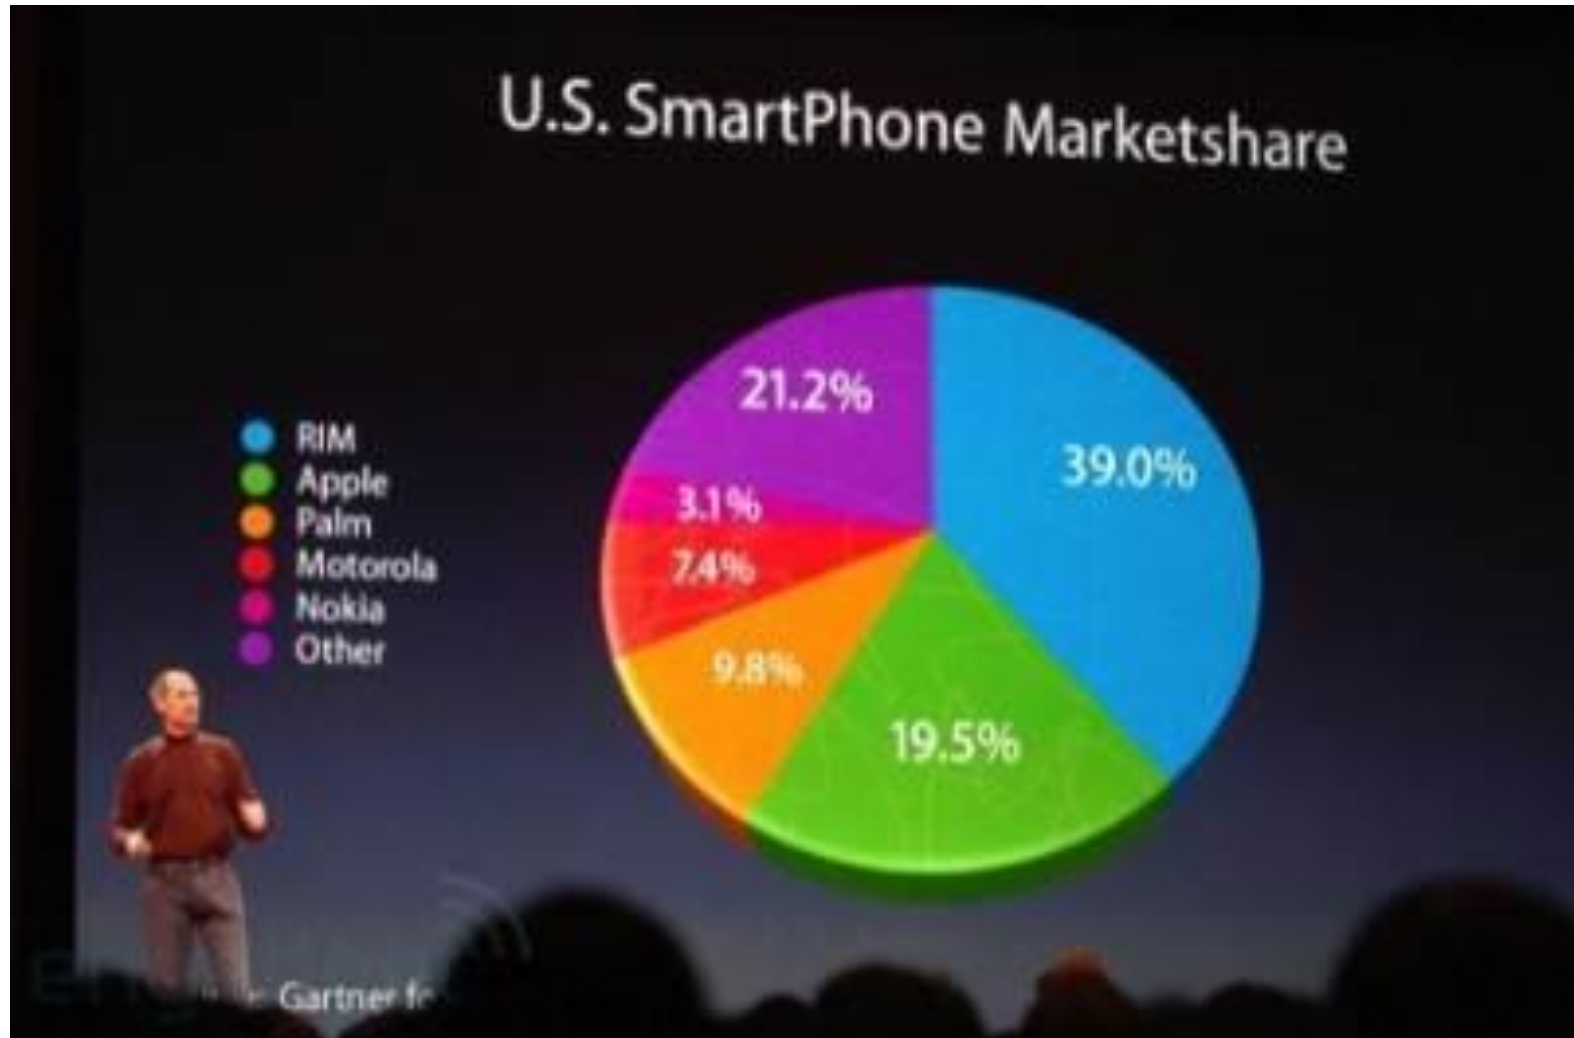 U.S. SmartPhone Marketshare
21.2%
39.0%
RIM
Apple
3.1%
Palm
Motorola
7.4%
Nokia
Other
9.8%
19.5%
Gartner